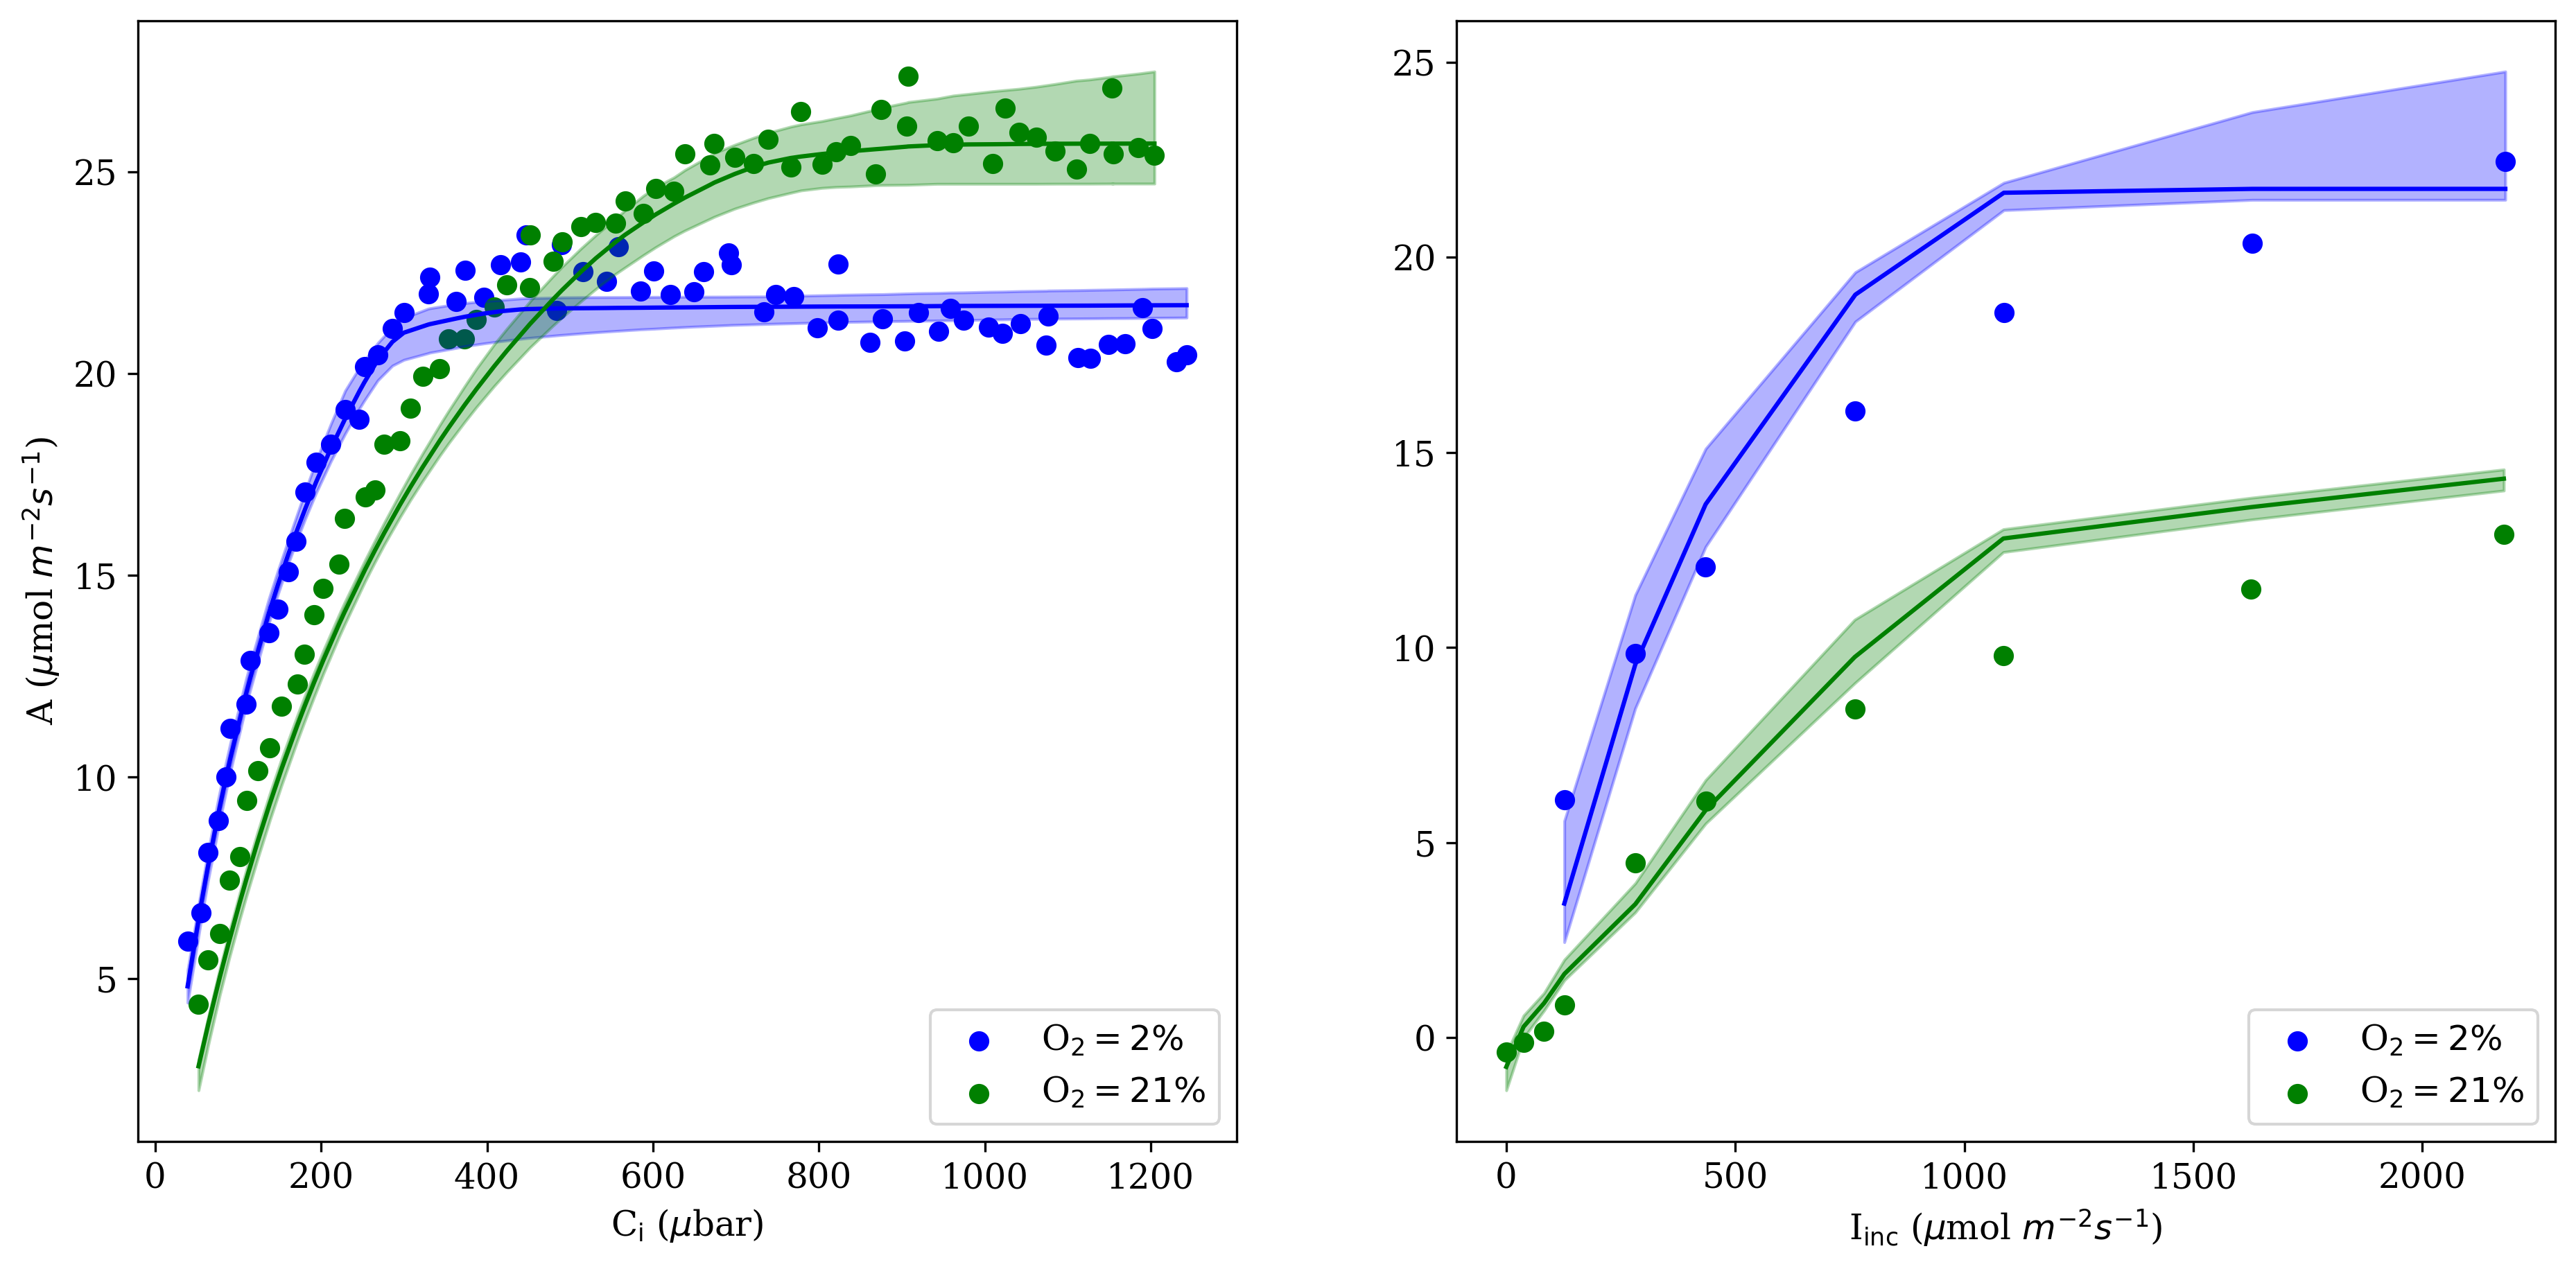 25
20
15
10
5
A (μmol m⁻²s⁻¹)
O₂ = 2%
O₂ = 21%
0 200 400 600 800 1000 1200
Cᵢ (μbar)
25
20
15
10
5
0
O₂ = 2%
O₂ = 21%
0 500 1000 1500 2000
I_inc (μmol m⁻²s⁻¹)